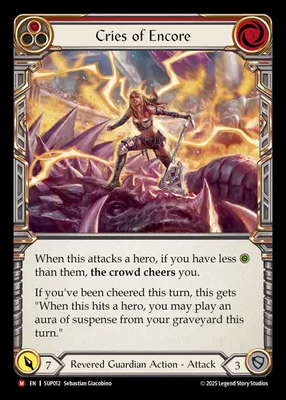 Cries of Encore
When this attacks a hero, if you have less
than them, the crowd cheers you.
If you've been cheered this turn, this gets
"When this hits a hero, you may play an
aura of suspense from your graveyard this
turn."
7 Revered Guardian Action - Attack 3
M EN SUP012 Sebastian Giacobino © 2025 Legend Story Studios